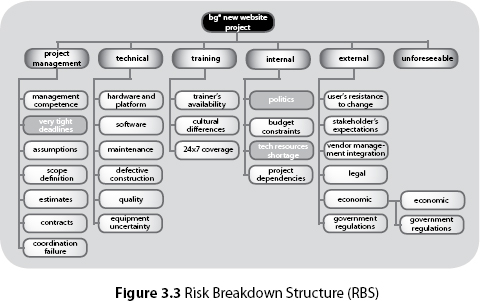 bg* new website
project
project
management
technical
training
internal
external
unforeseeable
management
competence
very tight
deadlines
assumptions
scope
definition
estimates
contracts
coordination
failure
hardware and
platform
software
maintenance
defective
construction
quality
equipment
uncertainty
trainer's
availability
cultural
differences
24x7 coverage
politics
budget
constraints
tech resources
shortage
project
dependencies
user's resistance
to change
stakeholder's
expectations
vendor manage-
ment integration
legal
economic
government
regulations
economic
government
regulations
Figure 3.3 Risk Breakdown Structure (RBS)